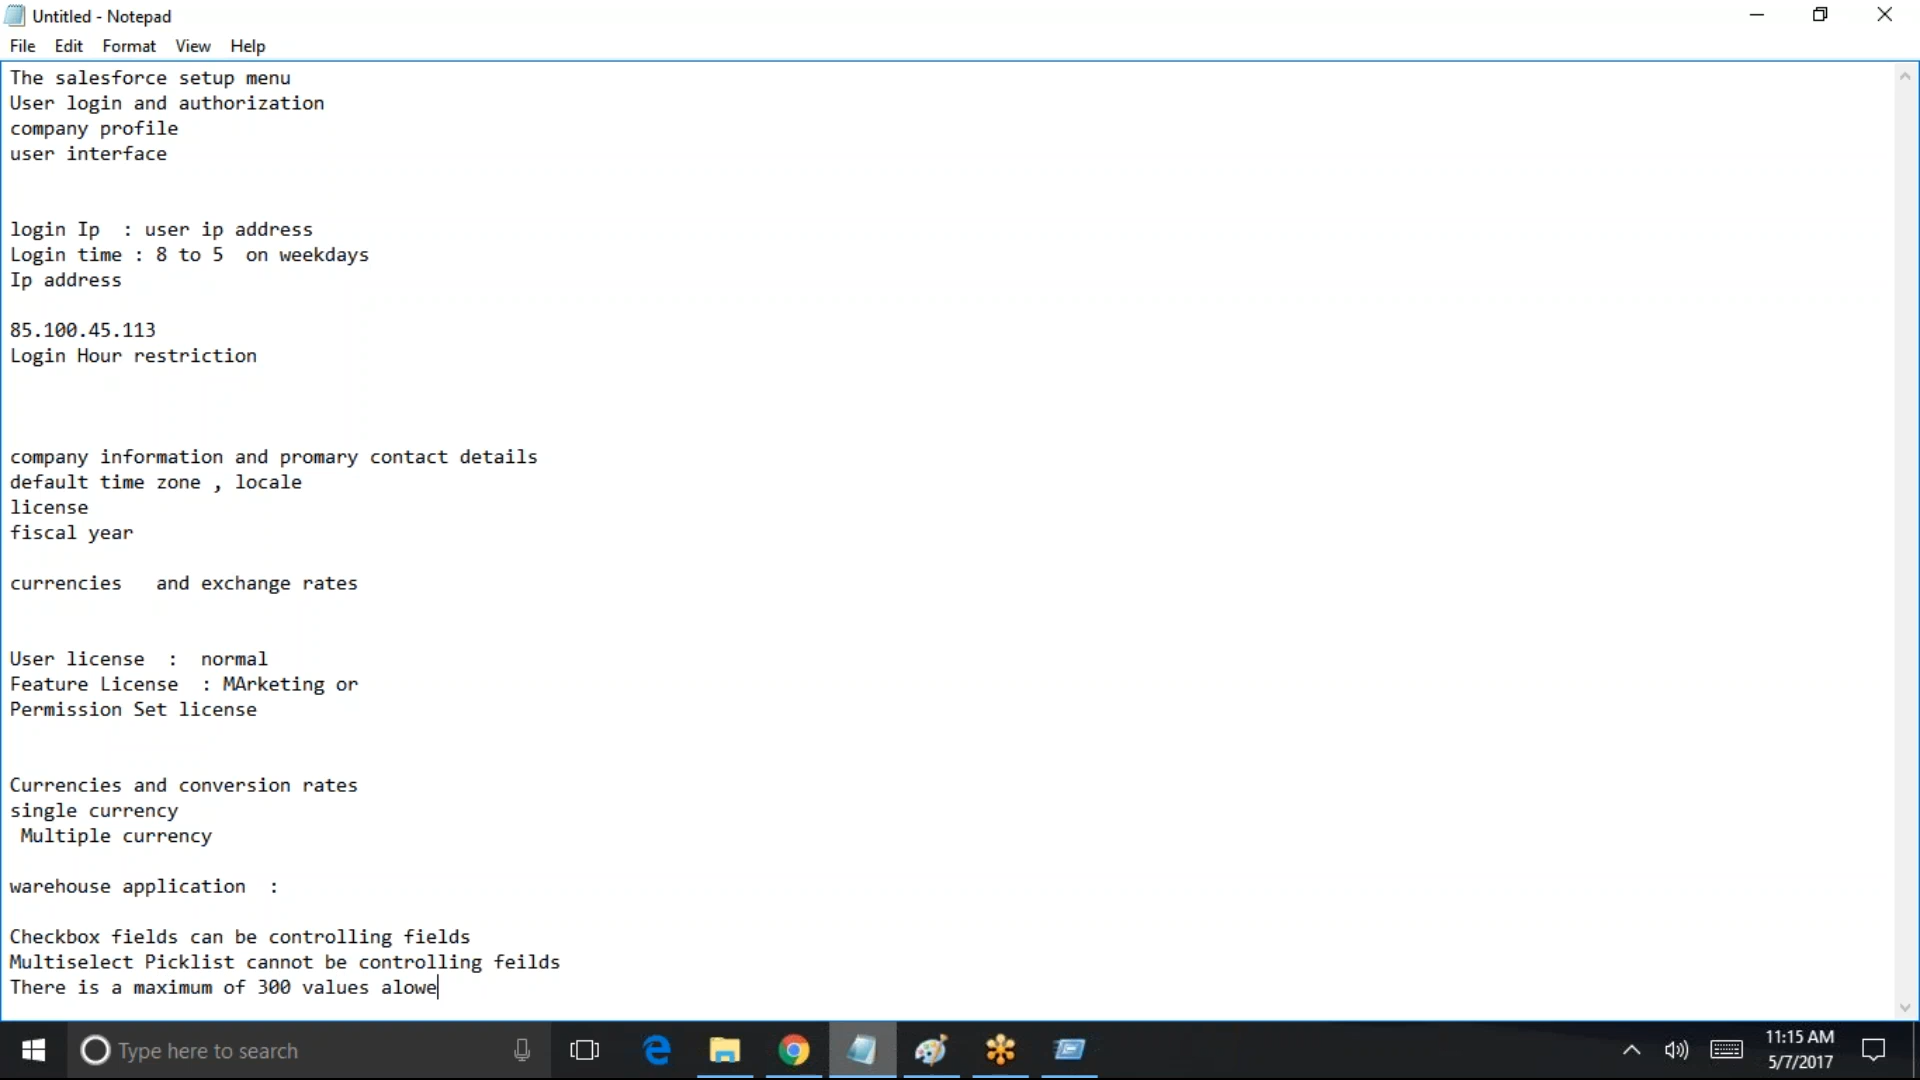 Untitled - Notepad
File Edit Format View Help
The salesforce setup menu
User login and authorization
company profile
user interface
login Ip  : user ip address
Login time : 8 to 5  on weekdays
Ip address
85.100.45.113
Login Hour restriction
company information and promary contact details
default time zone , locale
license
fiscal year
currencies   and exchange rates
User license  :  normal
Feature License  : MArketing or
Permission Set license
Currencies and conversion rates
single currency
 Multiple currency
warehouse application  :
Checkbox fields can be controlling fields
Multiselect Picklist cannot be controlling feilds
There is a maximum of 300 values alowe
Type here to search
11:15 AM
5/7/2017